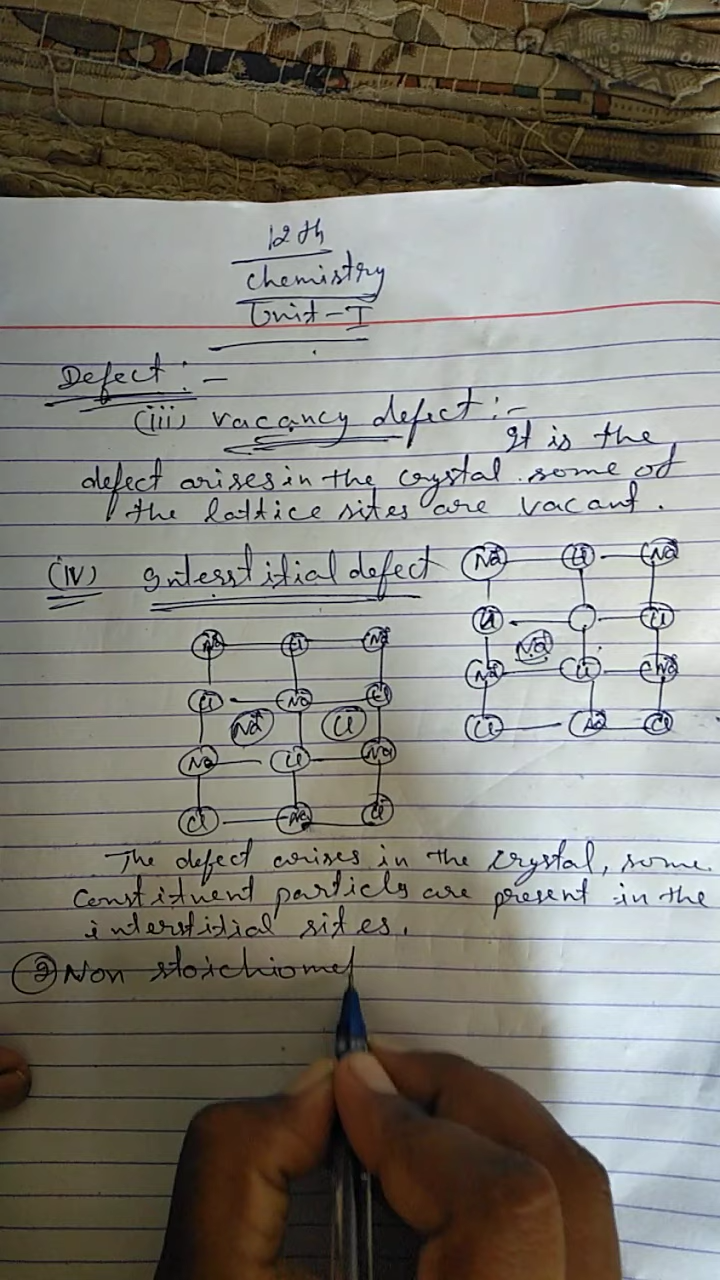 12th
Chemistry
Unit-I
Defect:-
(iii) vacancy defect:-
It is the
defect arises in the crystal some of
the lattice sites are vacant.
(IV) Interstitial defect
Na Cl Na
Cl Cl
Na
Na Cl Na
Cl Na Cl
Na Cl Na
Cl Na Cl
Na Cl
Na Cl Na
Cl Na Cl
The defect arises in the crystal, some
constituent particls are present in the
interstitial sites.
2 Non stoichiomet